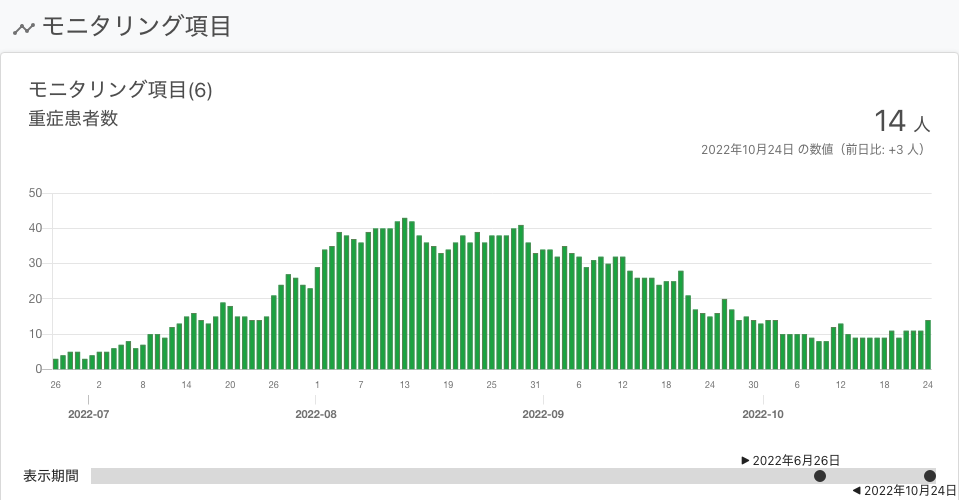 モニタリング項目
モニタリング項目(6)
重症患者数
14 人
2022年10月24日 の数値（前日比: +3 人）
50
40
30
20
10
0
26 2 8 14 20 26 1 7 13 19 25 31 6 12 18 24 30 6 12 18 24
2022-07 2022-08 2022-09 2022-10
▶ 2022年6月26日
表示期間
◀ 2022年10月24日